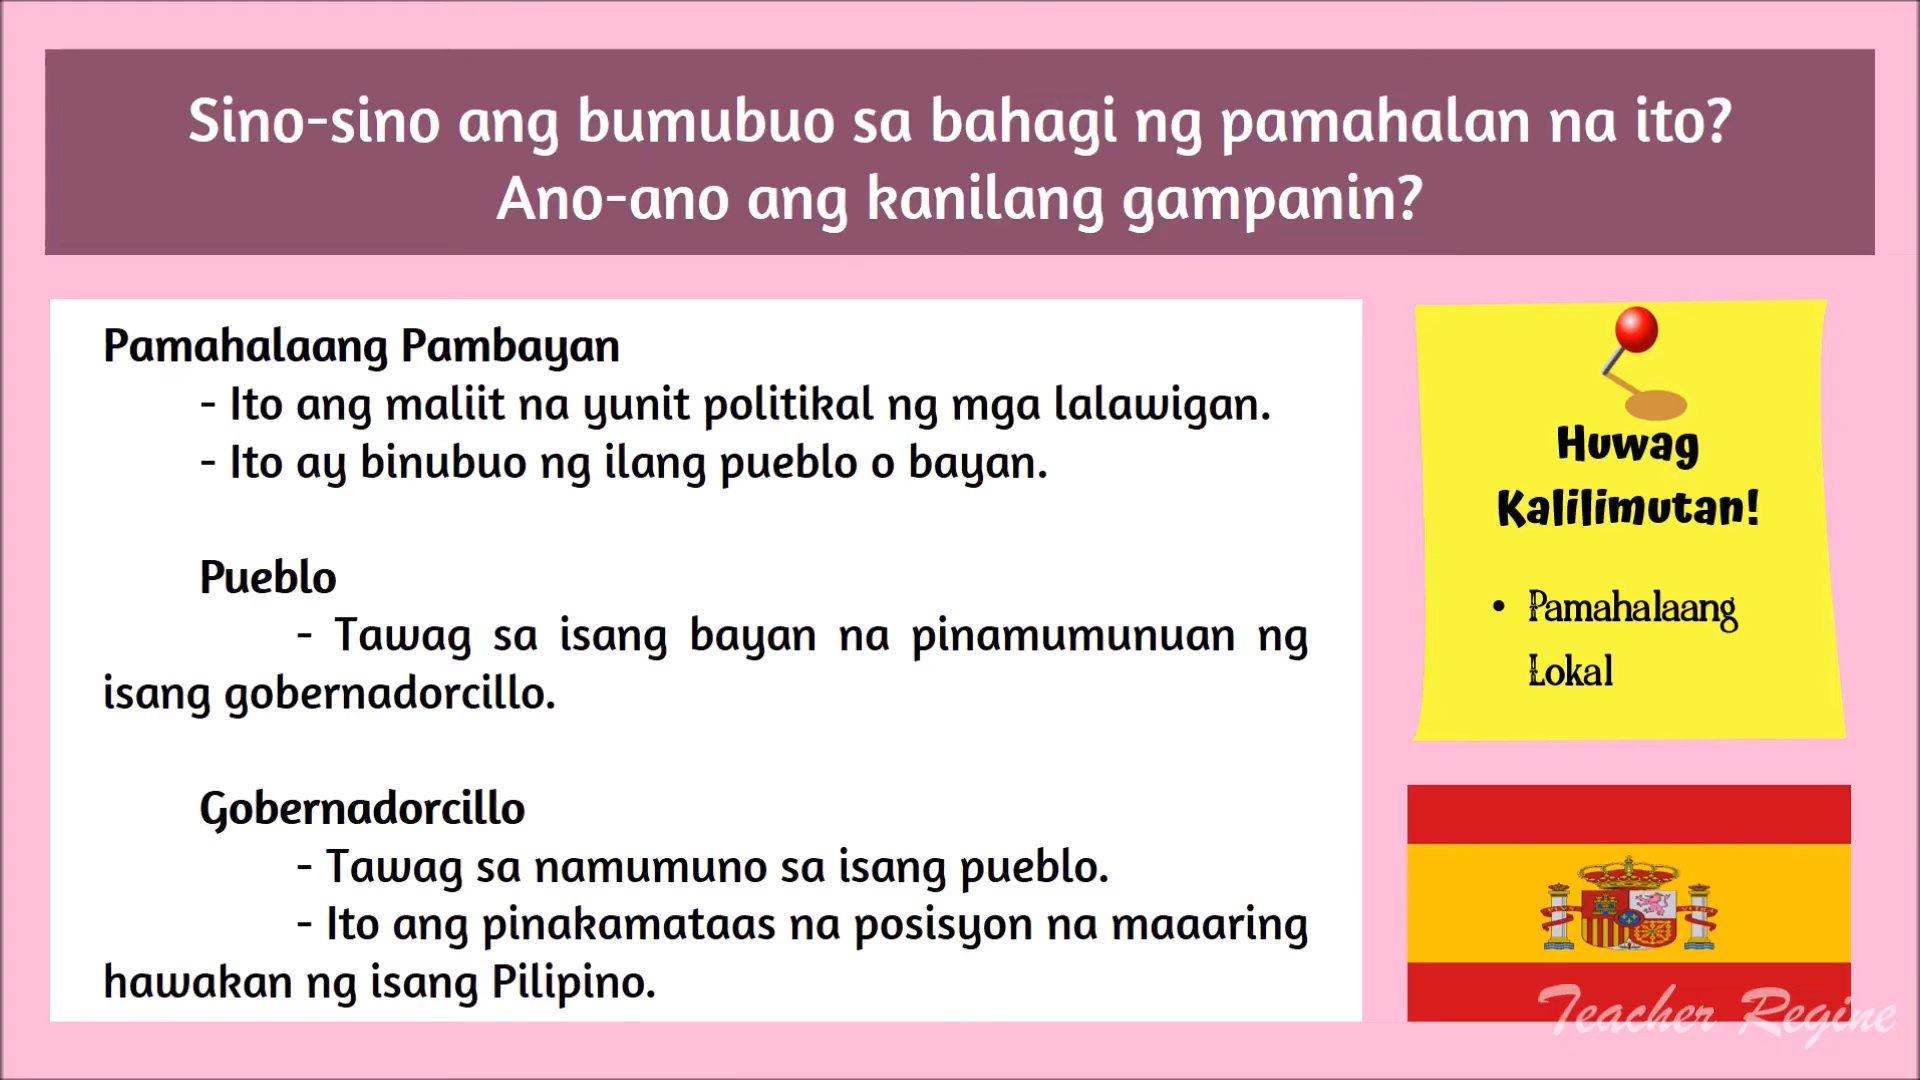 Sino-sino ang bumubuo sa bahagi ng pamahalan na ito?
Ano-ano ang kanilang gampanin?
Pamahalaang Pambayan
- Ito ang maliit na yunit politikal ng mga lalawigan.
- Ito ay binubuo ng ilang pueblo o bayan.
Pueblo
- Tawag sa isang bayan na pinamumunuan ng
isang gobernadorcillo.
Gobernadorcillo
- Tawag sa namumuno sa isang pueblo.
- Ito ang pinakamataas na posisyon na maaaring
hawakan ng isang Pilipino.
Huwag
Kalilimutan!
• Pamahalaang
Lokal
Teacher Regine